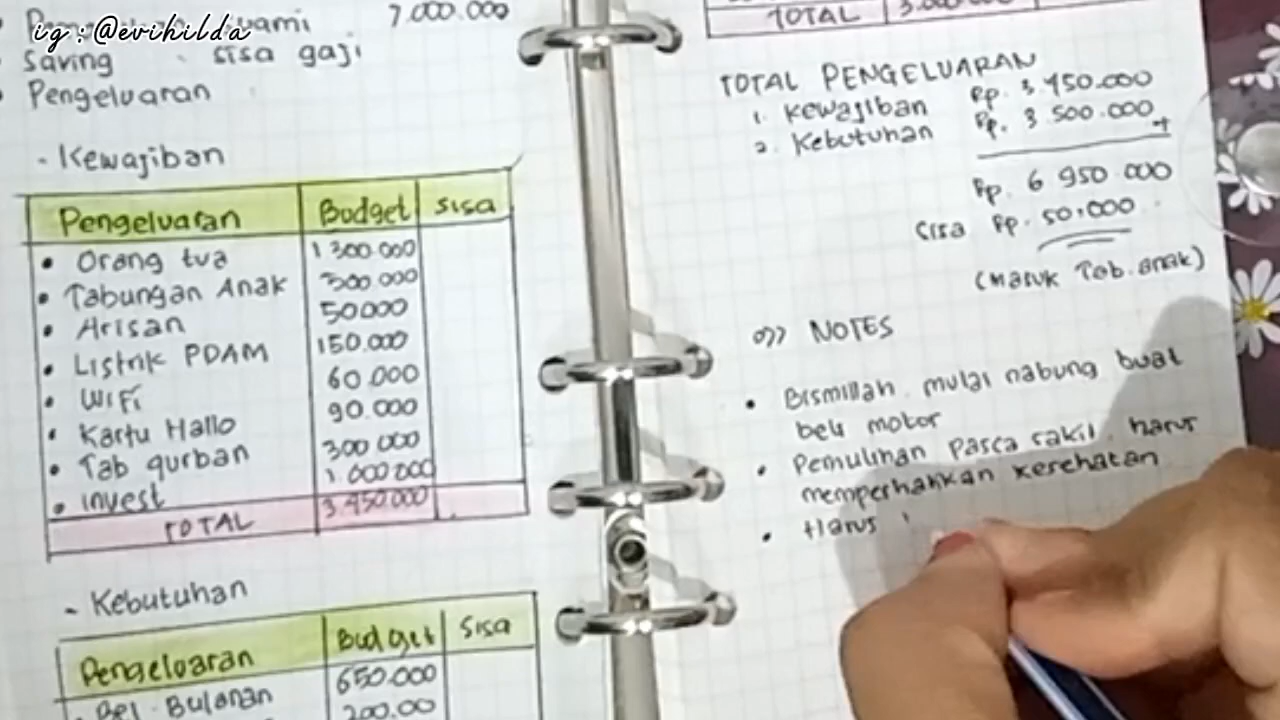 ig : @evihilda
7.000.000
Saving sisa gaji
Pengeluaran
- Kewajiban
Pengeluaran Budget sisa
• Orang tua 1 300.000
• Tabungan Anak 500.000
• Arisan 50000
• Listrik PDAM 150.000
• WiFi 60.000
• Kartu Hallo 90.000
• Tab qurban 300 000
• invest 1.000 000
TOTAL 3.450.000
- Kebutuhan
Pengeluaran Budget Sisa
Bulanan 650.000
200.00
TOTAL
TOTAL PENGELUARAN
1. Kewajiban Rp. 3.450.000
2. Kebutuhan Rp. 3 500.000 +
Rp. 6 950.000
Sisa Rp. 50.000
(Masuk Tab. anak)
NOTES
• Bismillah mulai nabung buat
beli motor
• Pemulihan pasca sakit. harus
memperhatikan kesehatan
• Harus